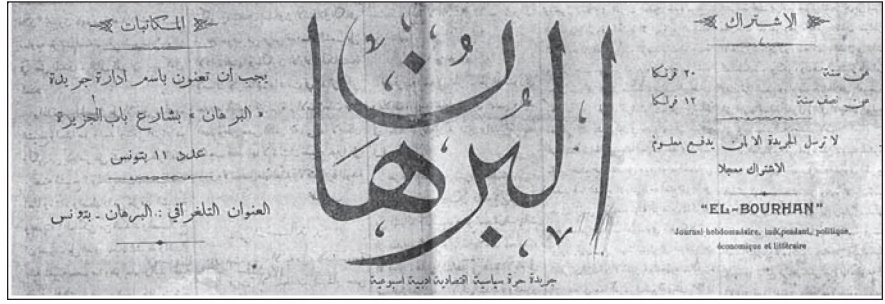 الاشتراك
عن سنة ٢٠ فرنكا
عن نصف سنة ١٢ فرنكا
لا ترسل الجريدة الا لمن يدفع معلوم
الاشتراك معجلا
"EL-BOURHAN"
Journal hebdomadaire, indépendant, politique,
économique et littéraire
البرهان
جريدة حرة سياسية اقتصادية ادبية اسبوعية
المكاتبات
يجب ان تعنون باسم ادارة جريدة
« البرهان » بشارع باب الجزيرة
عدد ١١ بتونس
العنوان التلغرافي : البرهان ـ بتونس